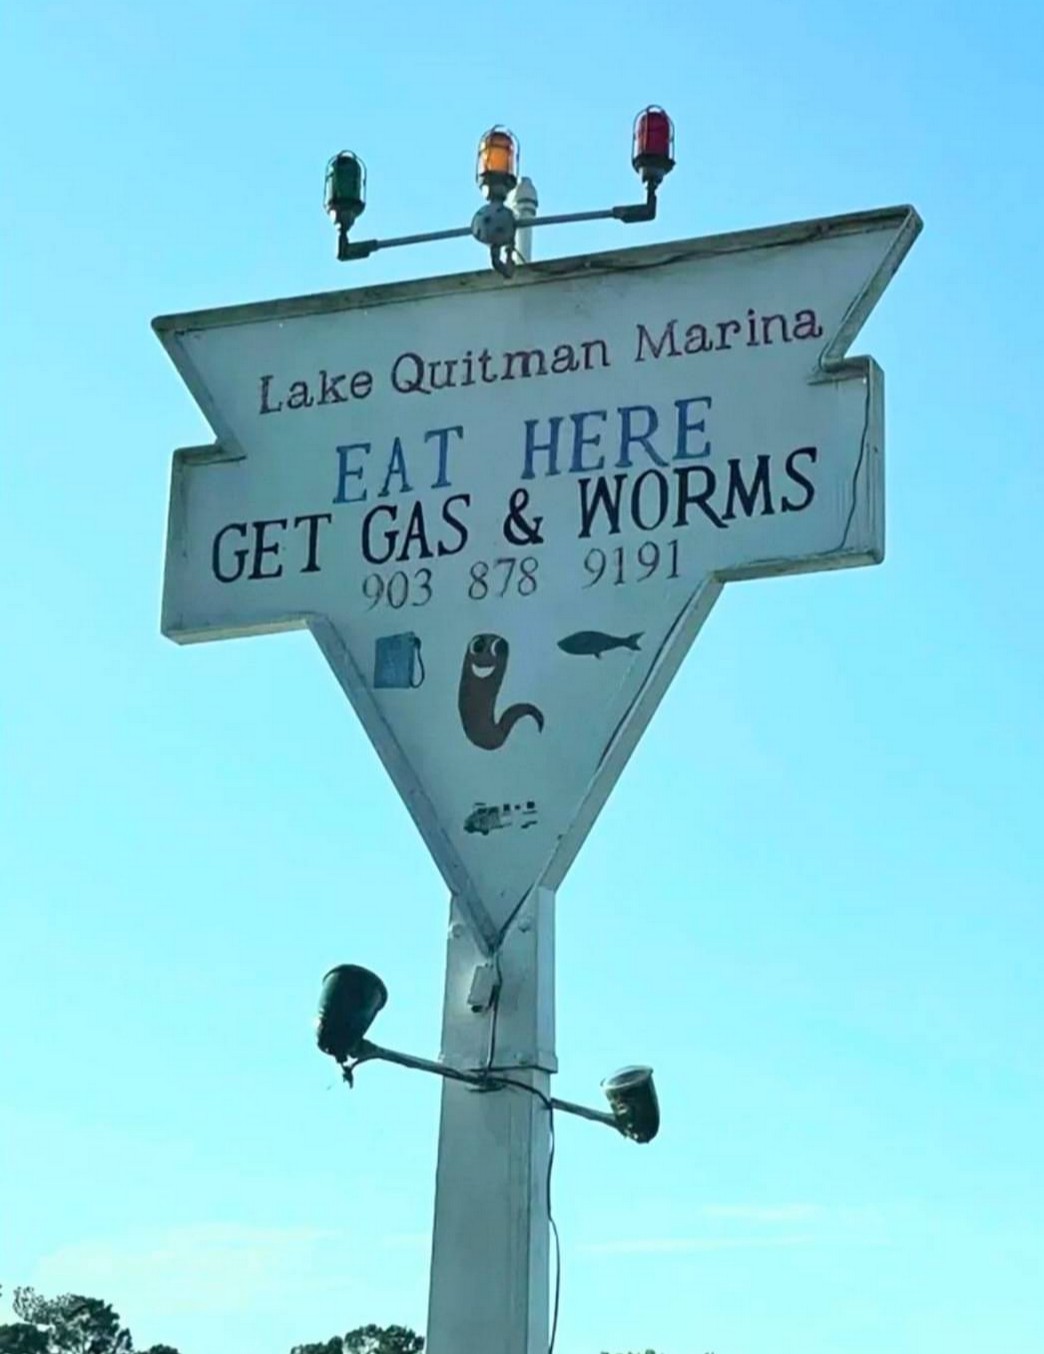 Lake Quitman Marina
EAT HERE
GET GAS & WORMS
903 878 9191